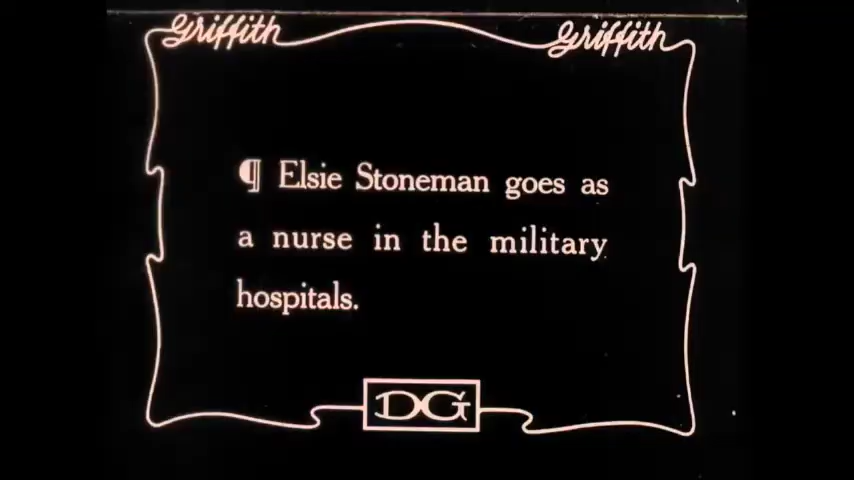 Griffith Griffith
¶ Elsie Stoneman goes as
a nurse in the military
hospitals.
DG